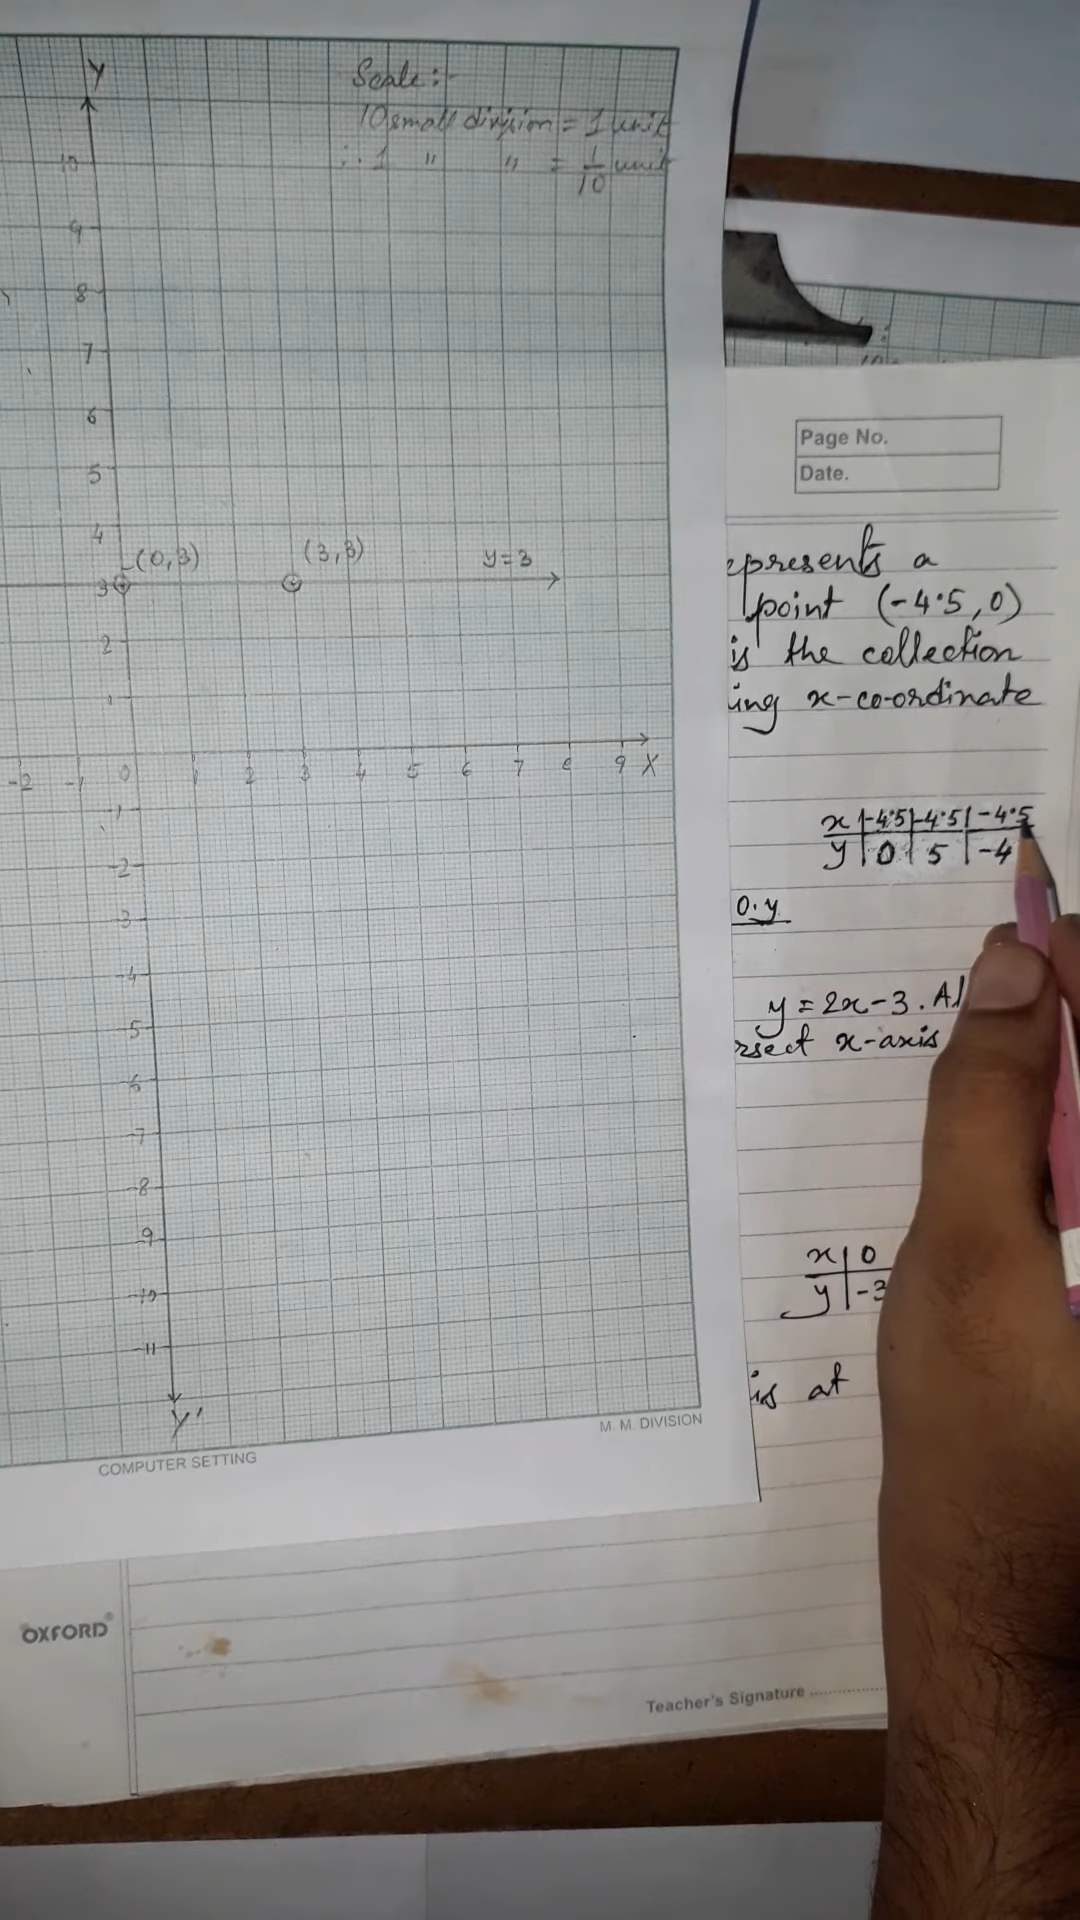 Y
Scale:-
10 small division = 1 unit
∴ 1 " " = 1/10 unit
10
9
8
7
6
5
4
(0,3) (3,3) y=3
3
2
1
-2 -1 0 1 2 3 4 5 6 7 8 9 X
-1
-2
-3
-4
-5
-6
-7
-8
-9
-10
-11
Y'
COMPUTER SETTING
M. M. DIVISION
Page No.
Date.
epresents a
point (-4.5, 0)
is the collection
ing x-co-ordinate
x | -4.5 | -4.5 | -4.5
y | 0 | 5 | -4
0.y
y = 2x-3. Al
rsect x-axis
x | 0
y | -3
is at
OXFORD®
Teacher's Signature ..............